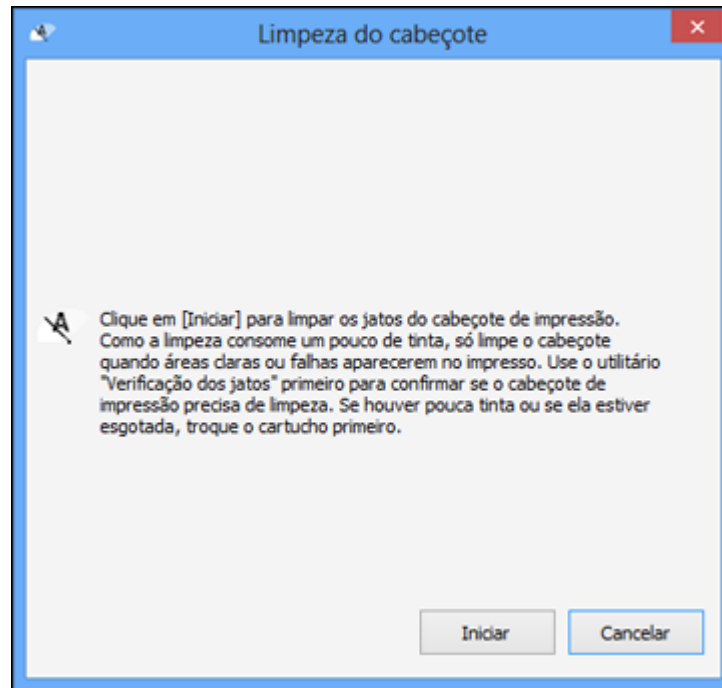 Limpeza do cabeçote
Clique em [Iniciar] para limpar os jatos do cabeçote de impressão.
Como a limpeza consome um pouco de tinta, só limpe o cabeçote
quando áreas claras ou falhas aparecerem no impresso. Use o utilitário
"Verificação dos jatos" primeiro para confirmar se o cabeçote de
impressão precisa de limpeza. Se houver pouca tinta ou se ela estiver
esgotada, troque o cartucho primeiro.
Iniciar
Cancelar